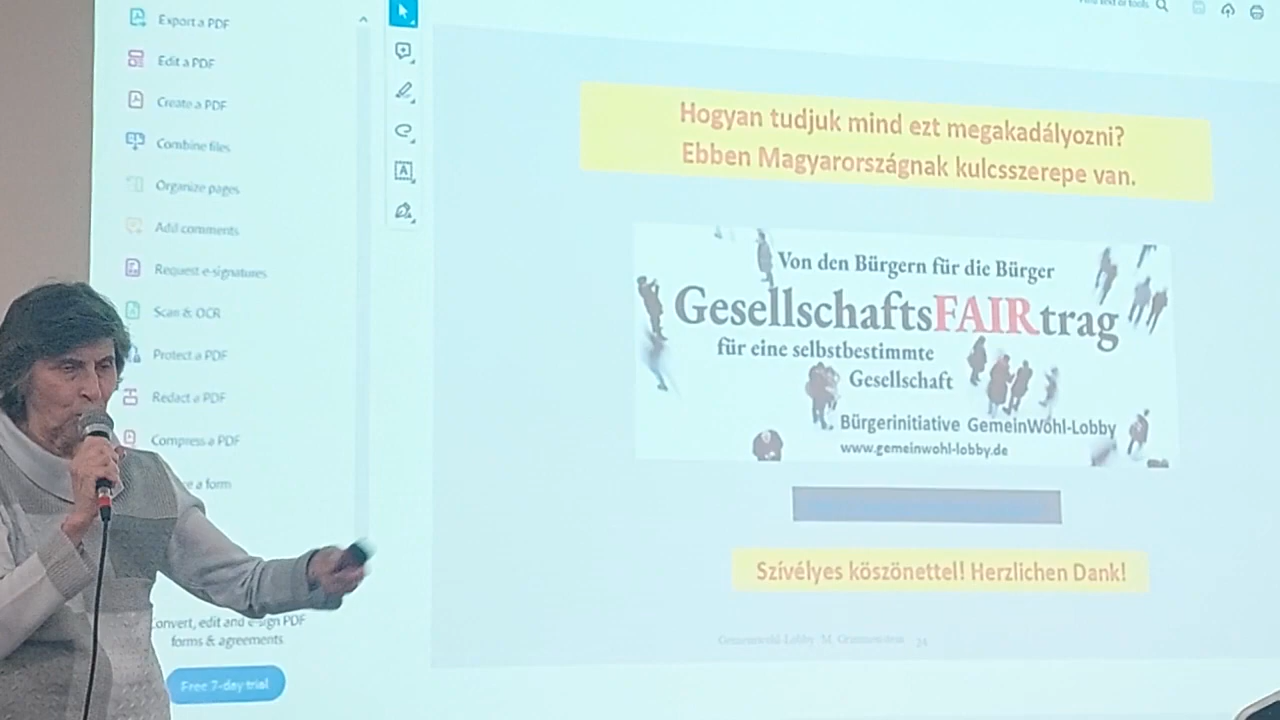 Export a PDF
Edit a PDF
Create a PDF
Combine files
Organize pages
Add comments
Request e-signatures
Scan & OCR
Protect a PDF
Redact a PDF
Compress a PDF
e a form
Convert, edit and e-sign PDF
forms & agreements
Free 7-day trial
Hogyan tudjuk mind ezt megakadályozni?
Ebben Magyarországnak kulcsszerepe van.
Von den Bürgern für die Bürger
GesellschaftsFAIRtrag
für eine selbstbestimmte
Gesellschaft
Bürgerinitiative GemeinWohl-Lobby
www.gemeinwohl-lobby.de
Szívélyes köszönettel! Herzlichen Dank!
Gemeinwohl-Lobby M.